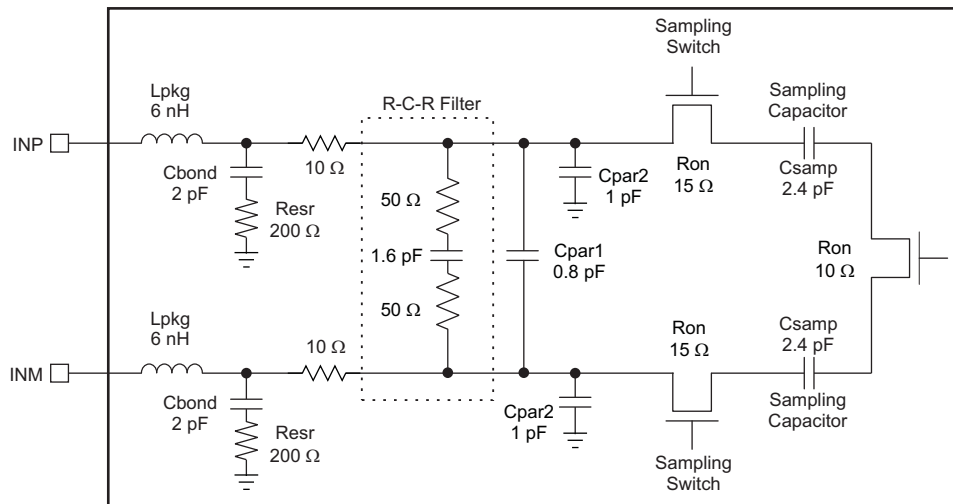 Sampling
Switch
Lpkg
6 nH
R-C-R Filter
Sampling
Capacitor
INP
10 Ω
Cbond
2 pF
50 Ω
Cpar2
1 pF
Ron
15 Ω
Csamp
2.4 pF
Resr
200 Ω
1.6 pF
Cpar1
0.8 pF
Ron
10 Ω
50 Ω
Lpkg
6 nH
10 Ω
Ron
15 Ω
Csamp
2.4 pF
INM
Cbond
2 pF
Cpar2
1 pF
Sampling
Capacitor
Resr
200 Ω
Sampling
Switch